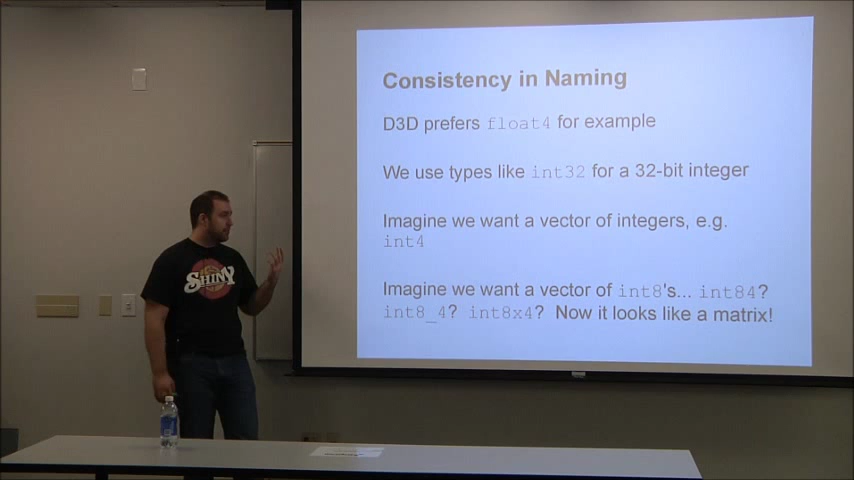 Consistency in Naming
D3D prefers float4 for example
We use types like int32 for a 32-bit integer
Imagine we want a vector of integers, e.g.
int4
Imagine we want a vector of int8's... int84?
int8_4? int8x4? Now it looks like a matrix!
SHINY